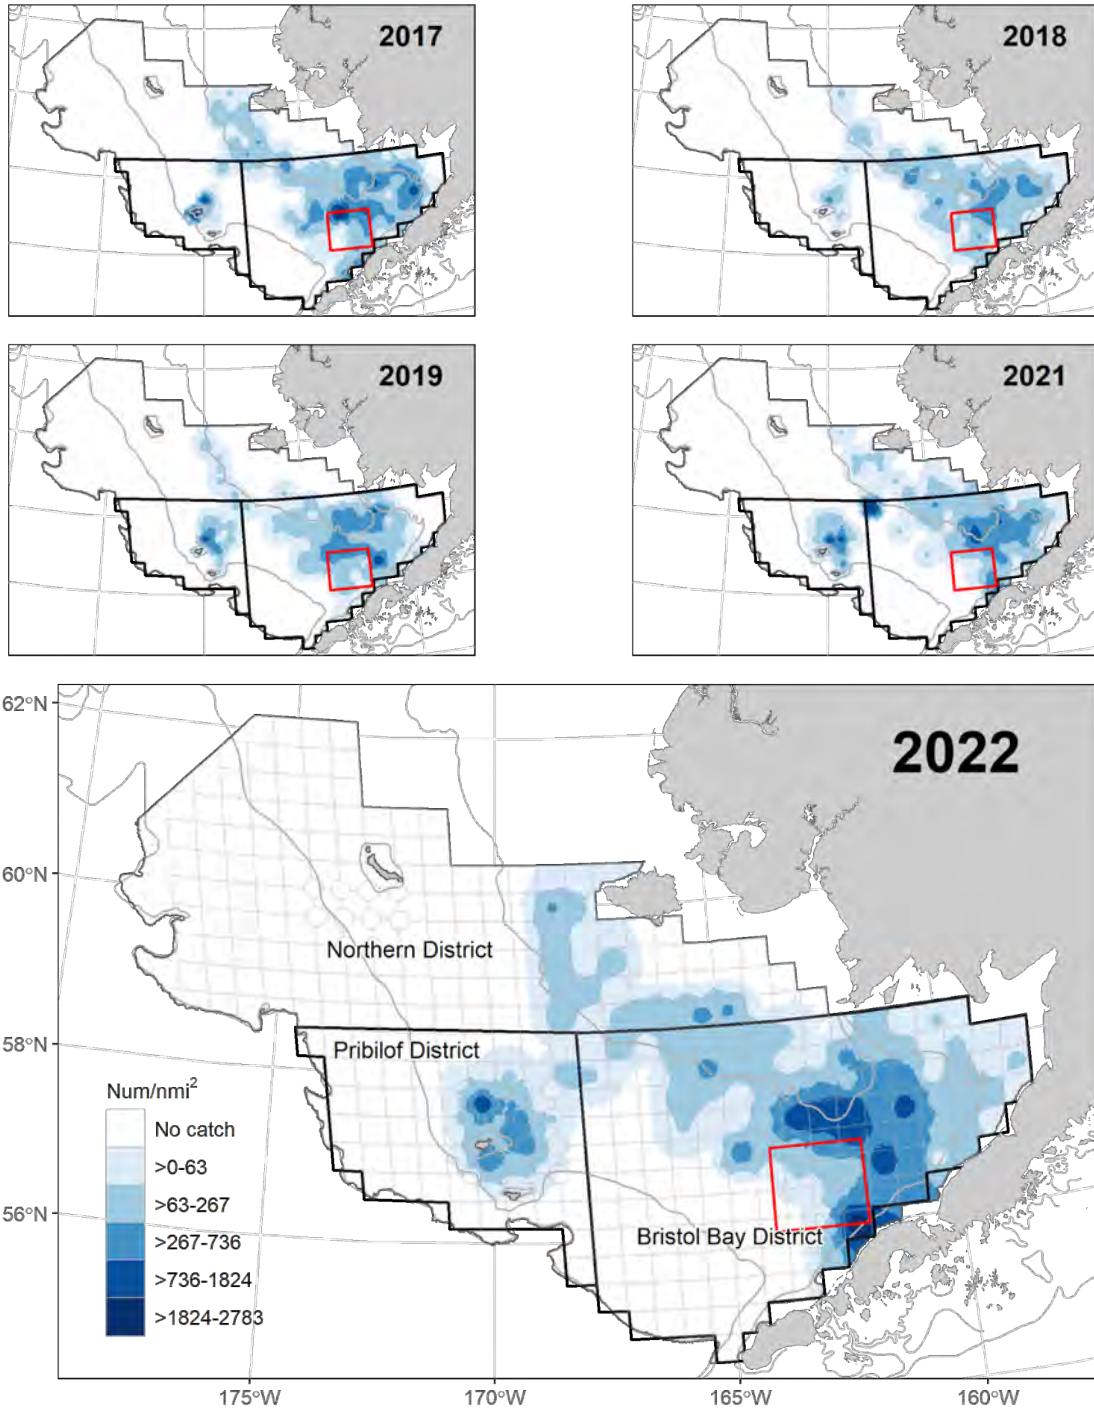 2017
2018
2019
2021
2022
62°N
60°N
58°N
56°N
Northern District
Pribilof District
Bristol Bay District
Num/nmi²
No catch
>0-63
>63-267
>267-736
>736-1824
>1824-2783
175°W
170°W
165°W
160°W